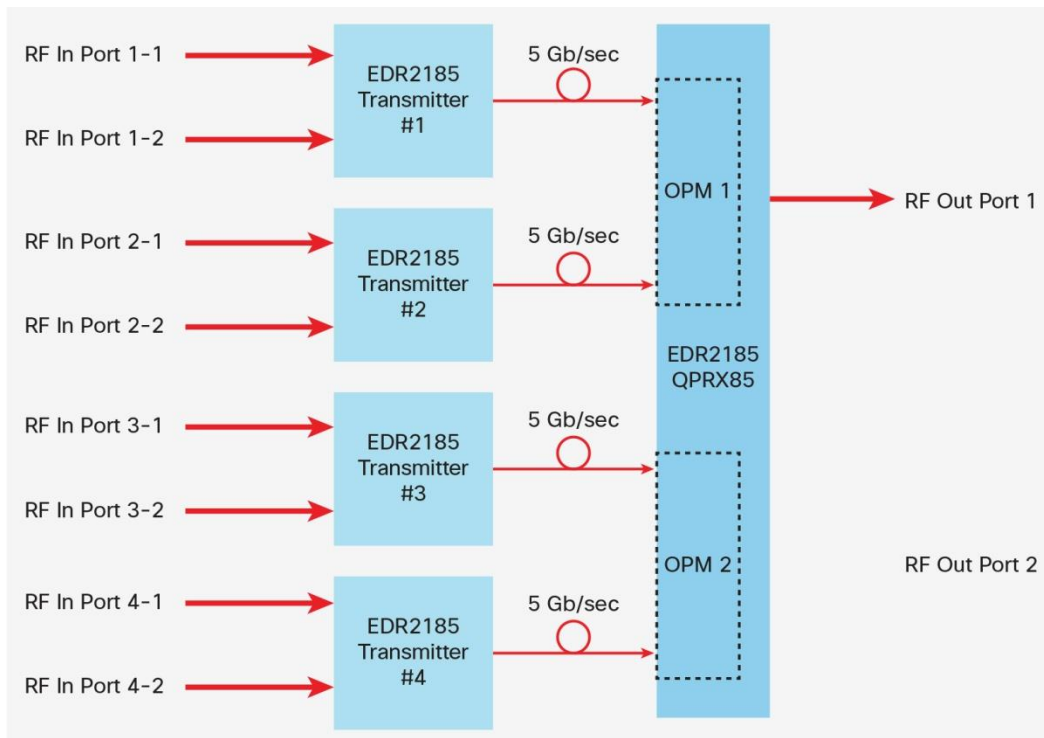 RF In Port 1-1
RF In Port 1-2
EDR2185
Transmitter
#1
5 Gb/sec
RF In Port 2-1
RF In Port 2-2
EDR2185
Transmitter
#2
5 Gb/sec
RF In Port 3-1
RF In Port 3-2
EDR2185
Transmitter
#3
5 Gb/sec
RF In Port 4-1
RF In Port 4-2
EDR2185
Transmitter
#4
5 Gb/sec
OPM 1
EDR2185
QPRX85
OPM 2
RF Out Port 1
RF Out Port 2